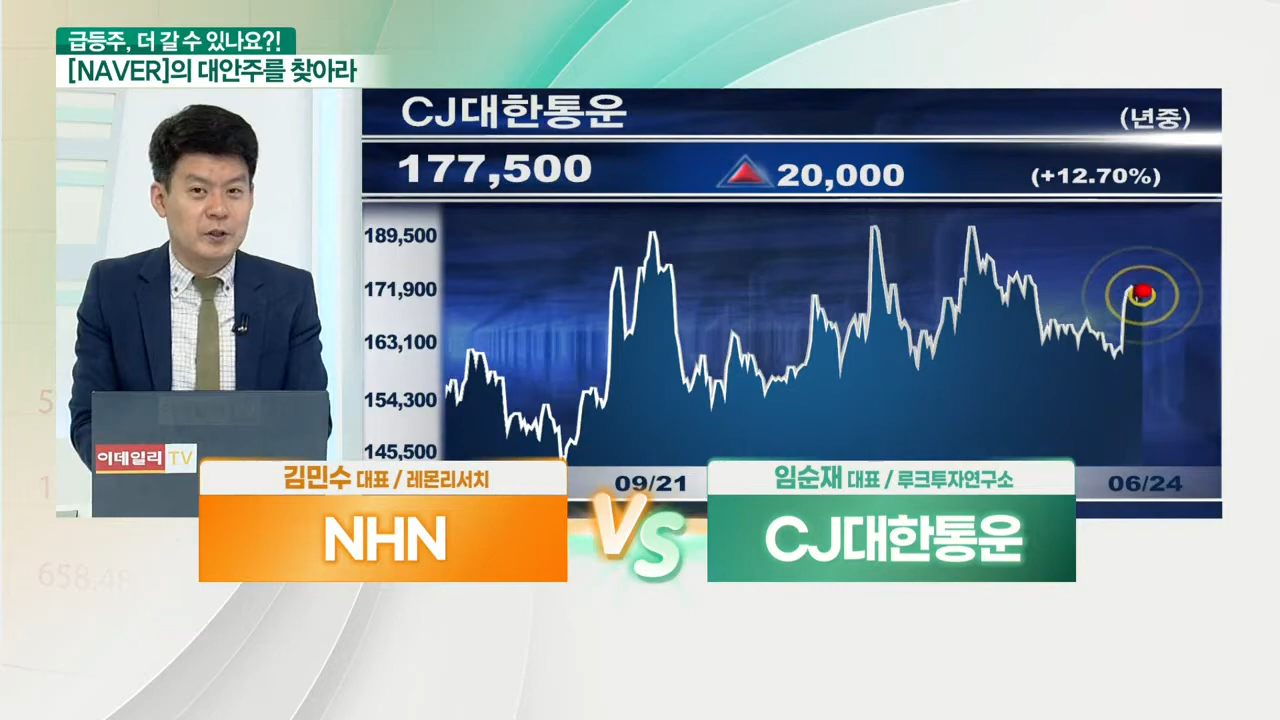 급등주, 더 갈 수 있나요?!
[NAVER]의 대안주를 찾아라
CJ대한통운
(년중)
177,500
20,000
(+12.70%)
189,500
171,900
163,100
154,300
145,500
09/21
06/24
이데일리 TV
김민수 대표 / 레몬리서치
NHN
VS
임순재 대표 / 루크투자연구소
CJ대한통운
658.48